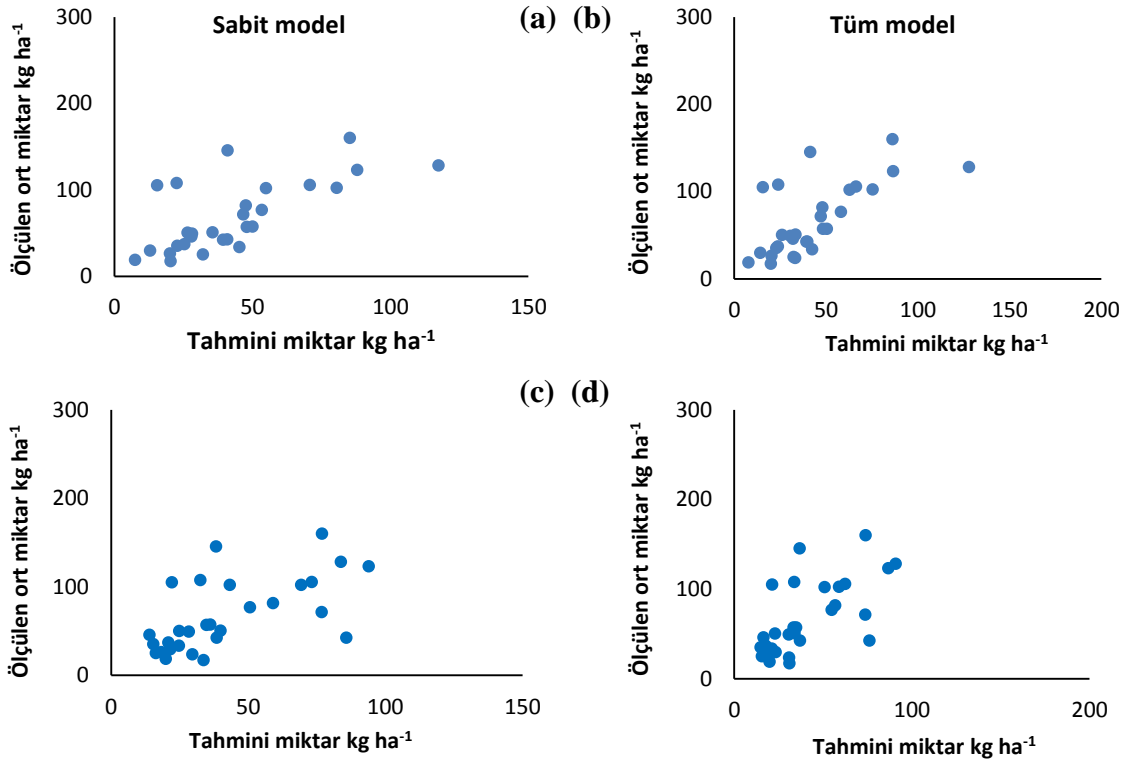 Sabit model
(a) (b)
Tüm model
300
200
100
0
Ölçülen ort miktar kg ha-1
0 50 100 150
Tahmini miktar kg ha-1
300
200
100
0
Ölçülen ot miktar kg ha-1
0 50 100 150 200
Tahmini miktar kg ha-1
(c) (d)
300
200
100
0
Ölçülen ort miktar kg ha-1
0 50 100 150
Tahmini miktar kg ha-1
300
200
100
0
Ölçülen ort miktar kg ha-1
0 100 200
Tahmini miktar kg ha-1